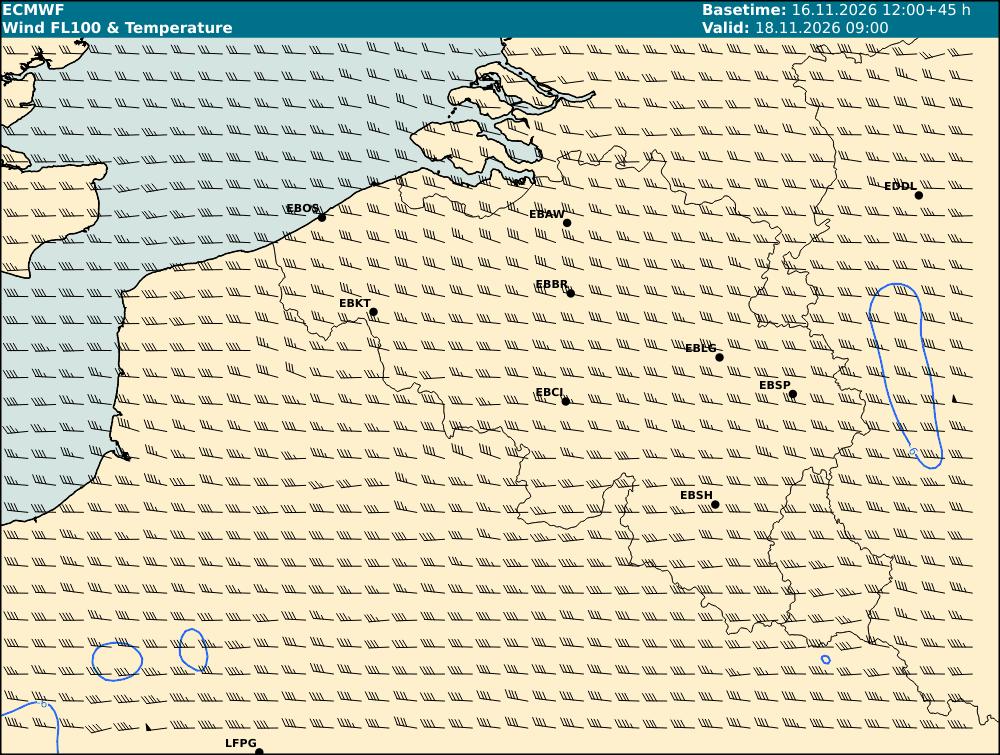 ECMWF
Basetime: 16.11.2026 12:00+45 h
Wind FL100 & Temperature
Valid: 18.11.2026 09:00
EDDL
EBOS
EBAW
EBBR
EBKT
EBLG
EBSP
EBCI
EBSH
LFPG